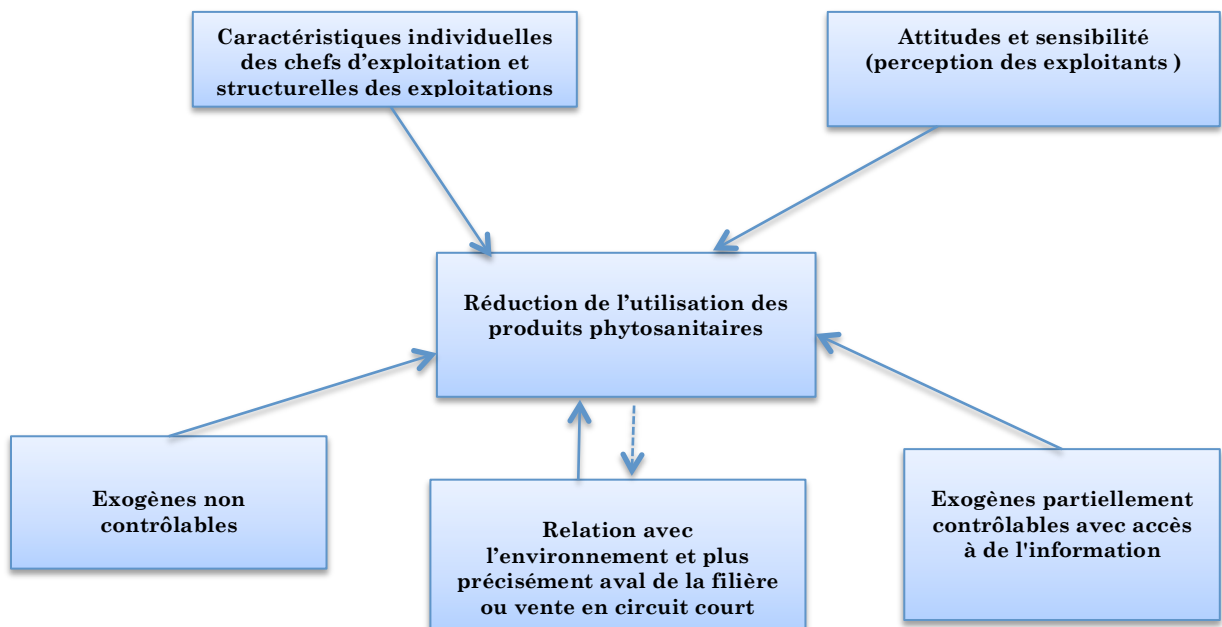 Caractéristiques individuelles
des chefs d'exploitation et
structurelles des exploitations
Attitudes et sensibilité
(perception des exploitants )
Réduction de l'utilisation des
produits phytosanitaires
Exogènes non
contrôlables
Relation avec
l'environnement et plus
précisément aval de la filière
ou vente en circuit court
Exogènes partiellement
contrôlables avec accès
à de l'information